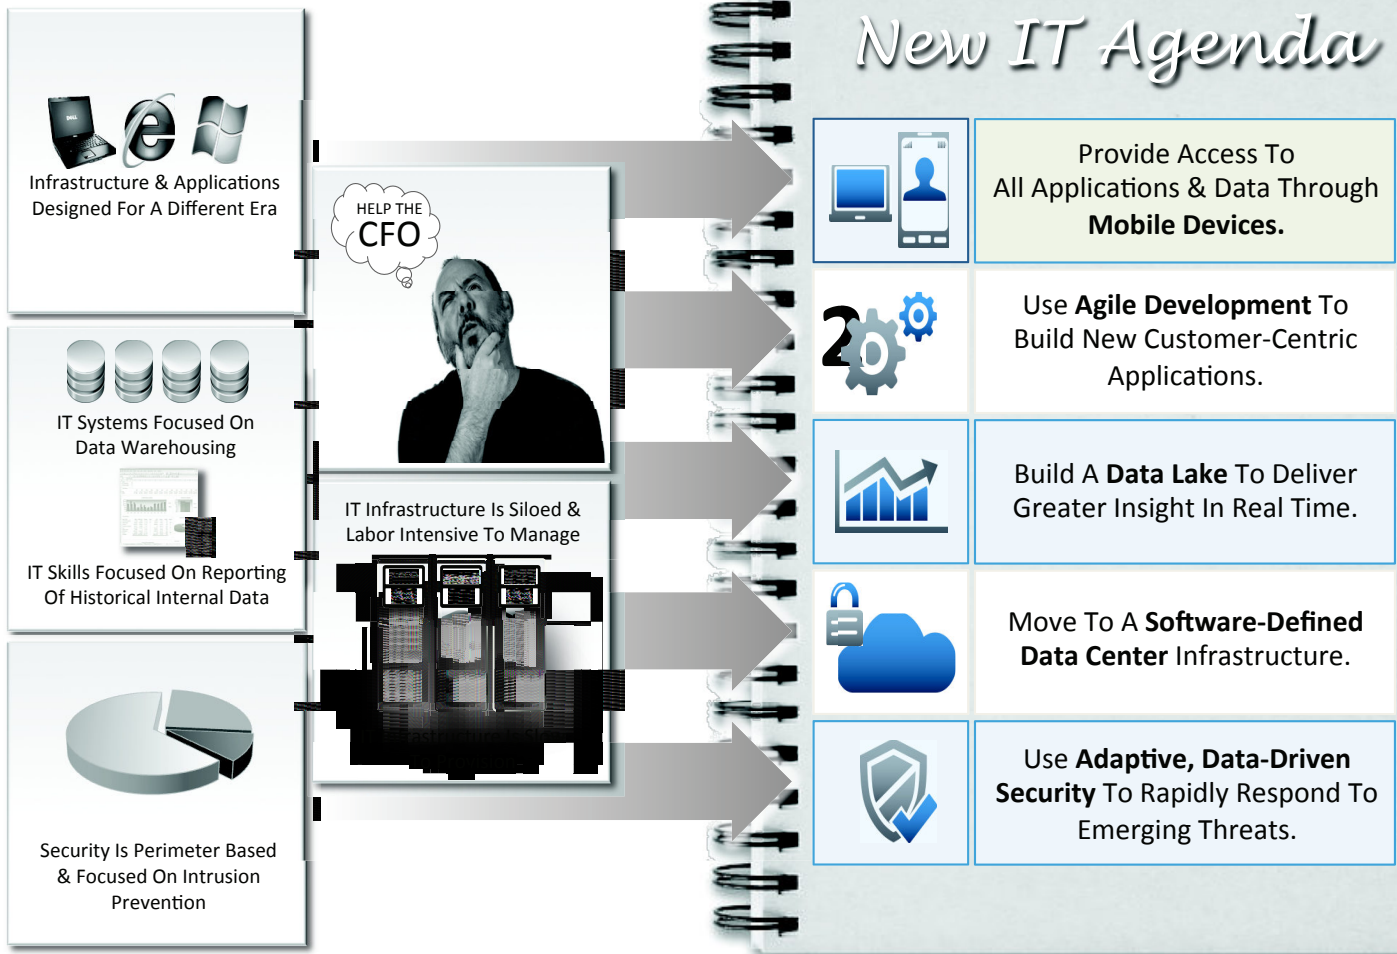 New IT Agenda
DELL
Infrastructure & Applications
Designed For A Different Era
IT Systems Focused On
Data Warehousing
IT Skills Focused On Reporting
Of Historical Internal Data
Security Is Perimeter Based
& Focused On Intrusion
Prevention
HELP THE
CFO
IT Infrastructure Is Siloed &
Labor Intensive To Manage
Provide Access To
All Applications & Data Through
Mobile Devices.
2
Use Agile Development To
Build New Customer-Centric
Applications.
Build A Data Lake To Deliver
Greater Insight In Real Time.
Move To A Software-Defined
Data Center Infrastructure.
Use Adaptive, Data-Driven
Security To Rapidly Respond To
Emerging Threats.